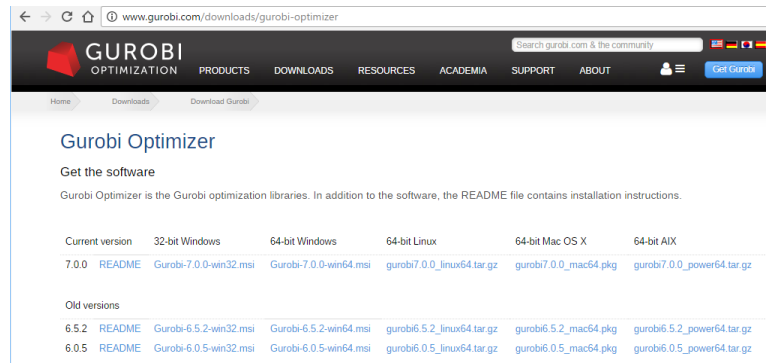 www.gurobi.com/downloads/gurobi-optimizer
Search gurobi.com & the community
GUROBI
OPTIMIZATION PRODUCTS DOWNLOADS RESOURCES ACADEMIA SUPPORT ABOUT Get Gurobi
Home Downloads Download Gurobi
Gurobi Optimizer
Get the software
Gurobi Optimizer is the Gurobi optimization libraries. In addition to the software, the README file contains installation instructions.
Current version 32-bit Windows 64-bit Windows 64-bit Linux 64-bit Mac OS X 64-bit AIX
7.0.0 README Gurobi-7.0.0-win32.msi Gurobi-7.0.0-win64.msi gurobi7.0.0_linux64.tar.gz gurobi7.0.0_mac64.pkg gurobi7.0.0_power64.tar.gz
Old versions
6.5.2 README Gurobi-6.5.2-win32.msi Gurobi-6.5.2-win64.msi gurobi6.5.2_linux64.tar.gz gurobi6.5.2_mac64.pkg gurobi6.5.2_power64.tar.gz
6.0.5 README Gurobi-6.0.5-win32.msi Gurobi-6.0.5-win64.msi gurobi6.0.5_linux64.tar.gz gurobi6.0.5_mac64.pkg gurobi6.0.5_power64.tar.gz